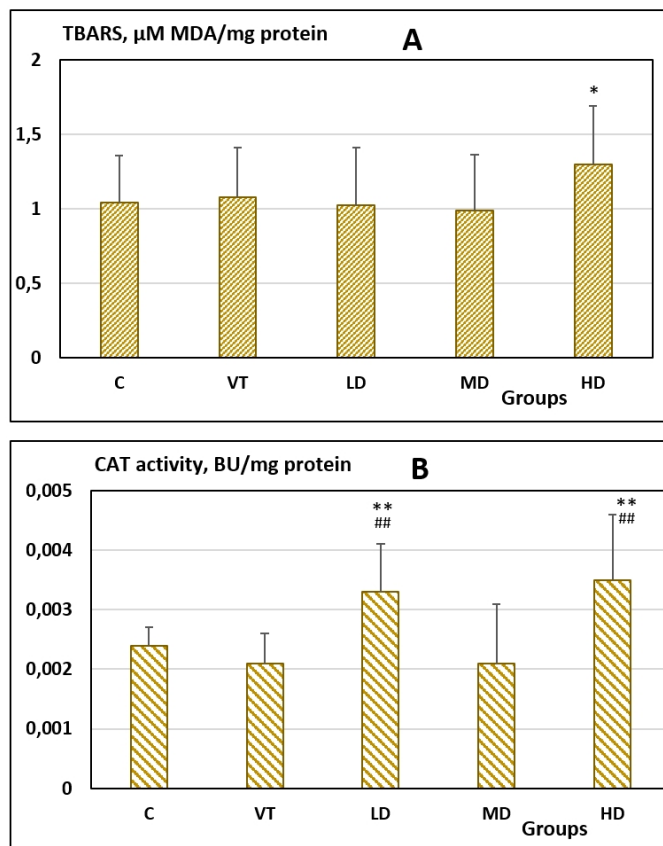 TBARS, µM MDA/mg protein
A
2
1,5
1
0,5
0
*
C VT LD MD HD
Groups
CAT activity, BU/mg protein
B
0,005
0,004
0,003
0,002
0,001
0
** **
## ##
C VT LD MD HD
Groups